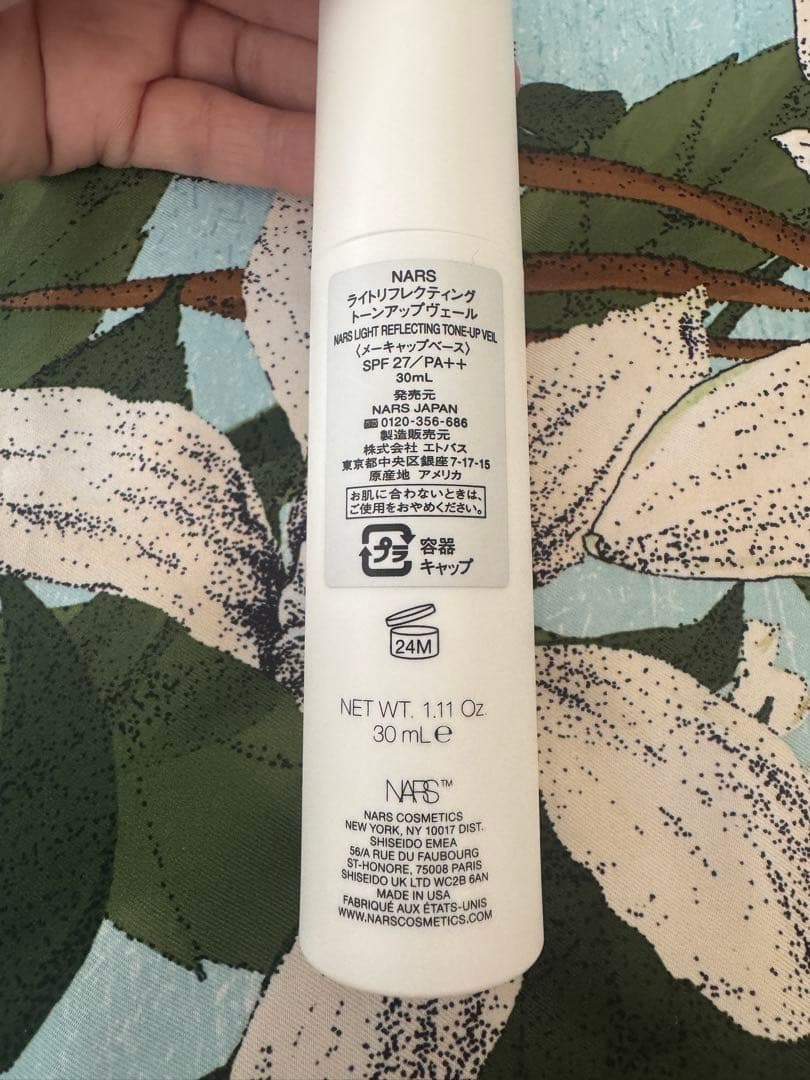 NARS
ライトリフレクティング
トーンアップヴェール
NARS LIGHT REFLECTING TONE-UP VEIL
〈メーキャップベース〉
SPF 27／PA++
30mL
発売元
NARS JAPAN
0120-356-686
製造販売元
株式会社 エトバス
東京都中央区銀座7-17-15
原産地 アメリカ
お肌に合わないときは、
ご使用をおやめください。
プラ
容器
キャップ
24M
NET WT. 1.11 Oz.
30 mL e
NARS™
NARS COSMETICS
NEW YORK, NY 10017 DIST.
SHISEIDO EMEA
56/A RUE DU FAUBOURG
ST-HONORE, 75008 PARIS
SHISEIDO UK LTD WC2B 6AN
MADE IN USA
FABRIQUÉ AUX ÉTATS-UNIS
WWW.NARSCOSMETICS.COM